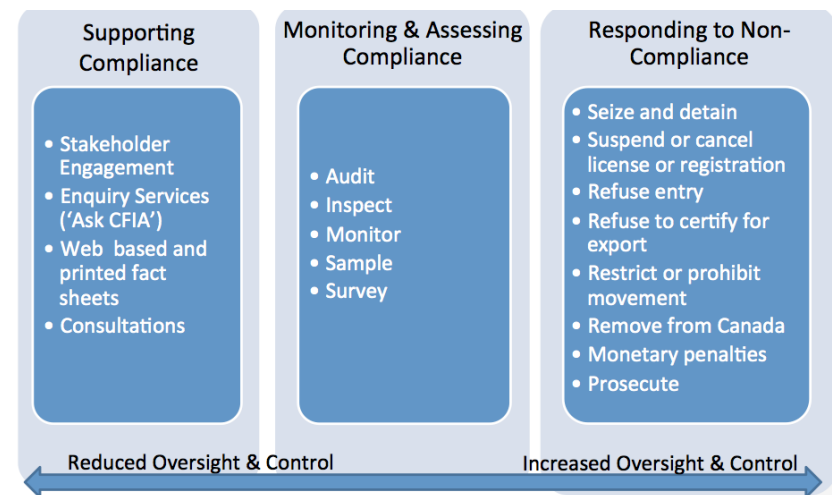 Supporting
Compliance
• Stakeholder
Engagement
• Enquiry Services
(‘Ask CFIA’)
• Web  based and
printed fact
sheets
• Consultations
Monitoring & Assessing
Compliance
• Audit
• Inspect
• Monitor
• Sample
• Survey
Responding to Non-
Compliance
• Seize and detain
• Suspend or cancel
license or registration
• Refuse entry
• Refuse to certify for
export
• Restrict or prohibit
movement
• Remove from Canada
• Monetary penalties
• Prosecute
Reduced Oversight & Control
Increased Oversight & Control